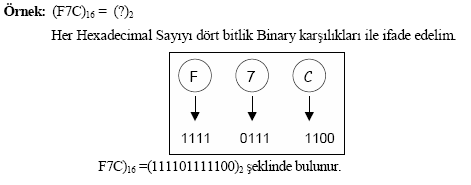 Örnek: (F7C)16 = (?)2
Her Hexadecimal Sayıyı dört bitlik Binary karşılıkları ile ifade edelim.
F 7 C
1111 0111 1100
F7C)16 =(111101111100)2 şeklinde bulunur.